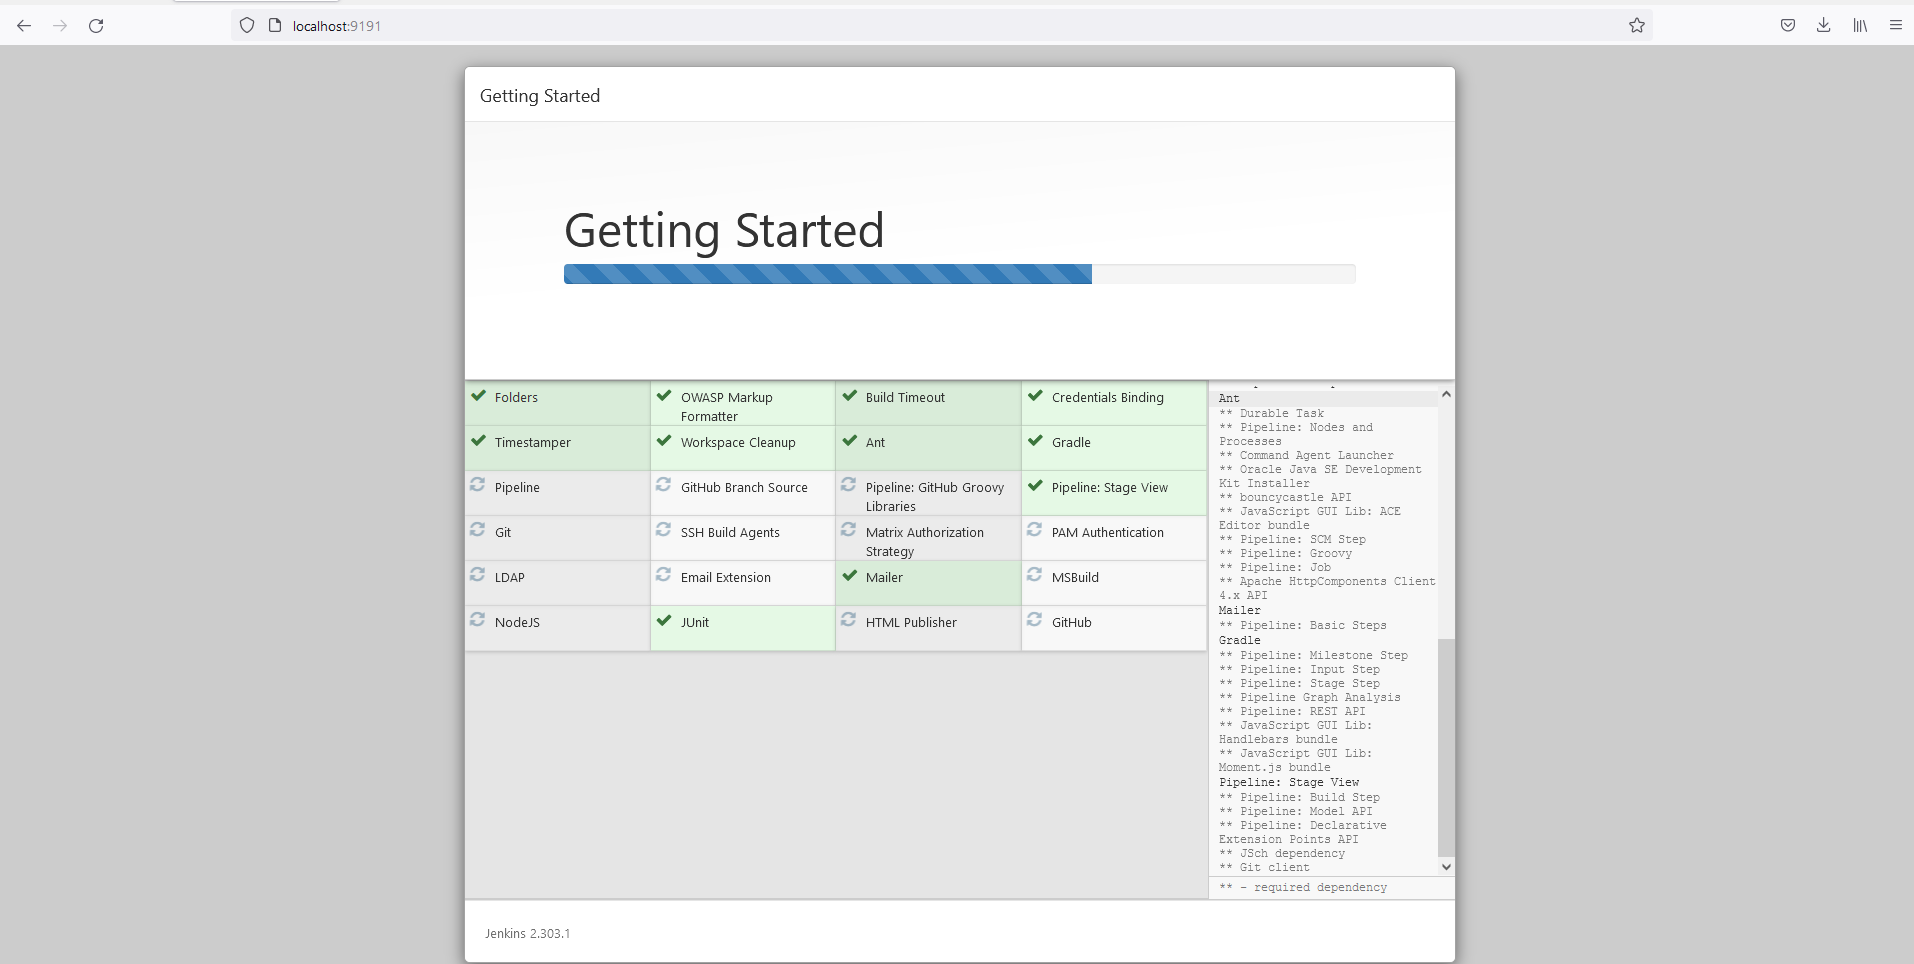 localhost:9191
Getting Started
Getting Started
Folders
OWASP Markup
Formatter
Build Timeout
Credentials Binding
Timestamper
Workspace Cleanup
Ant
Gradle
Pipeline
GitHub Branch Source
Pipeline: GitHub Groovy
Libraries
Pipeline: Stage View
Git
SSH Build Agents
Matrix Authorization
Strategy
PAM Authentication
LDAP
Email Extension
Mailer
MSBuild
NodeJS
JUnit
HTML Publisher
GitHub
Ant
** Durable Task
** Pipeline: Nodes and
Processes
** Command Agent Launcher
** Oracle Java SE Development
Kit Installer
** bouncycastle API
** JavaScript GUI Lib: ACE
Editor bundle
** Pipeline: SCM Step
** Pipeline: Groovy
** Pipeline: Job
** Apache HttpComponents Client
4.x API
Mailer
** Pipeline: Basic Steps
Gradle
** Pipeline: Milestone Step
** Pipeline: Input Step
** Pipeline: Stage Step
** Pipeline Graph Analysis
** Pipeline: REST API
** JavaScript GUI Lib:
Handlebars bundle
** JavaScript GUI Lib:
Moment.js bundle
Pipeline: Stage View
** Pipeline: Build Step
** Pipeline: Model API
** Pipeline: Declarative
Extension Points API
** JSch dependency
** Git client
** - required dependency
Jenkins 2.303.1